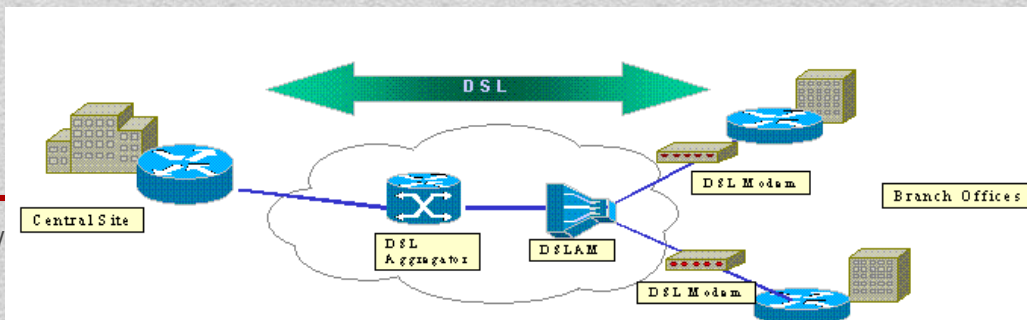 DSL
DSL Modem
Central Site
DSL
Aggregator
DSLAM
Branch Offices
DSL Modem